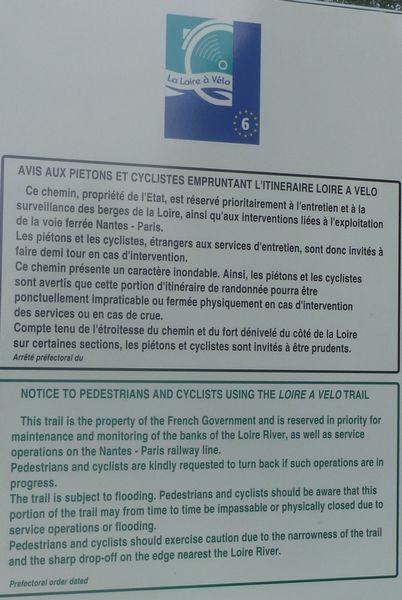 La Loire à Vélo
6
AVIS AUX PIETONS ET CYCLISTES EMPRUNTANT L'ITINERAIRE LOIRE A VELO
Ce chemin, propriété de l'Etat, est réservé prioritairement à l'entretien et à la
surveillance des berges de la Loire, ainsi qu'aux interventions liées à l'exploitation
de la voie ferrée Nantes - Paris.
Les piétons et les cyclistes, étrangers aux services d'entretien, sont donc invités à
faire demi tour en cas d'intervention.
Ce chemin présente un caractère inondable. Ainsi, les piétons et les cyclistes
sont avertis que cette portion d'itinéraire de randonnée pourra être
ponctuellement impraticable ou fermée physiquement en cas d'intervention
des services ou en cas de crue.
Compte tenu de l'étroitesse du chemin et du fort dénivelé du côté de la Loire
sur certaines sections, les piétons et cyclistes sont invités à être prudents.
Arrêté préfectoral du
NOTICE TO PEDESTRIANS AND CYCLISTS USING THE LOIRE A VELO TRAIL
This trail is the property of the French Government and is reserved in priority for
maintenance and monitoring of the banks of the Loire River, as well as service
operations on the Nantes - Paris railway line.
Pedestrians and cyclists are kindly requested to turn back if such operations are in
progress.
The trail is subject to flooding. Pedestrians and cyclists should be aware that this
portion of the trail may from time to time be impassable or physically closed due to
service operations or flooding.
Pedestrians and cyclists should exercise caution due to the narrowness of the trail
and the sharp drop-off on the edge nearest the Loire River.
Prefectoral order dated